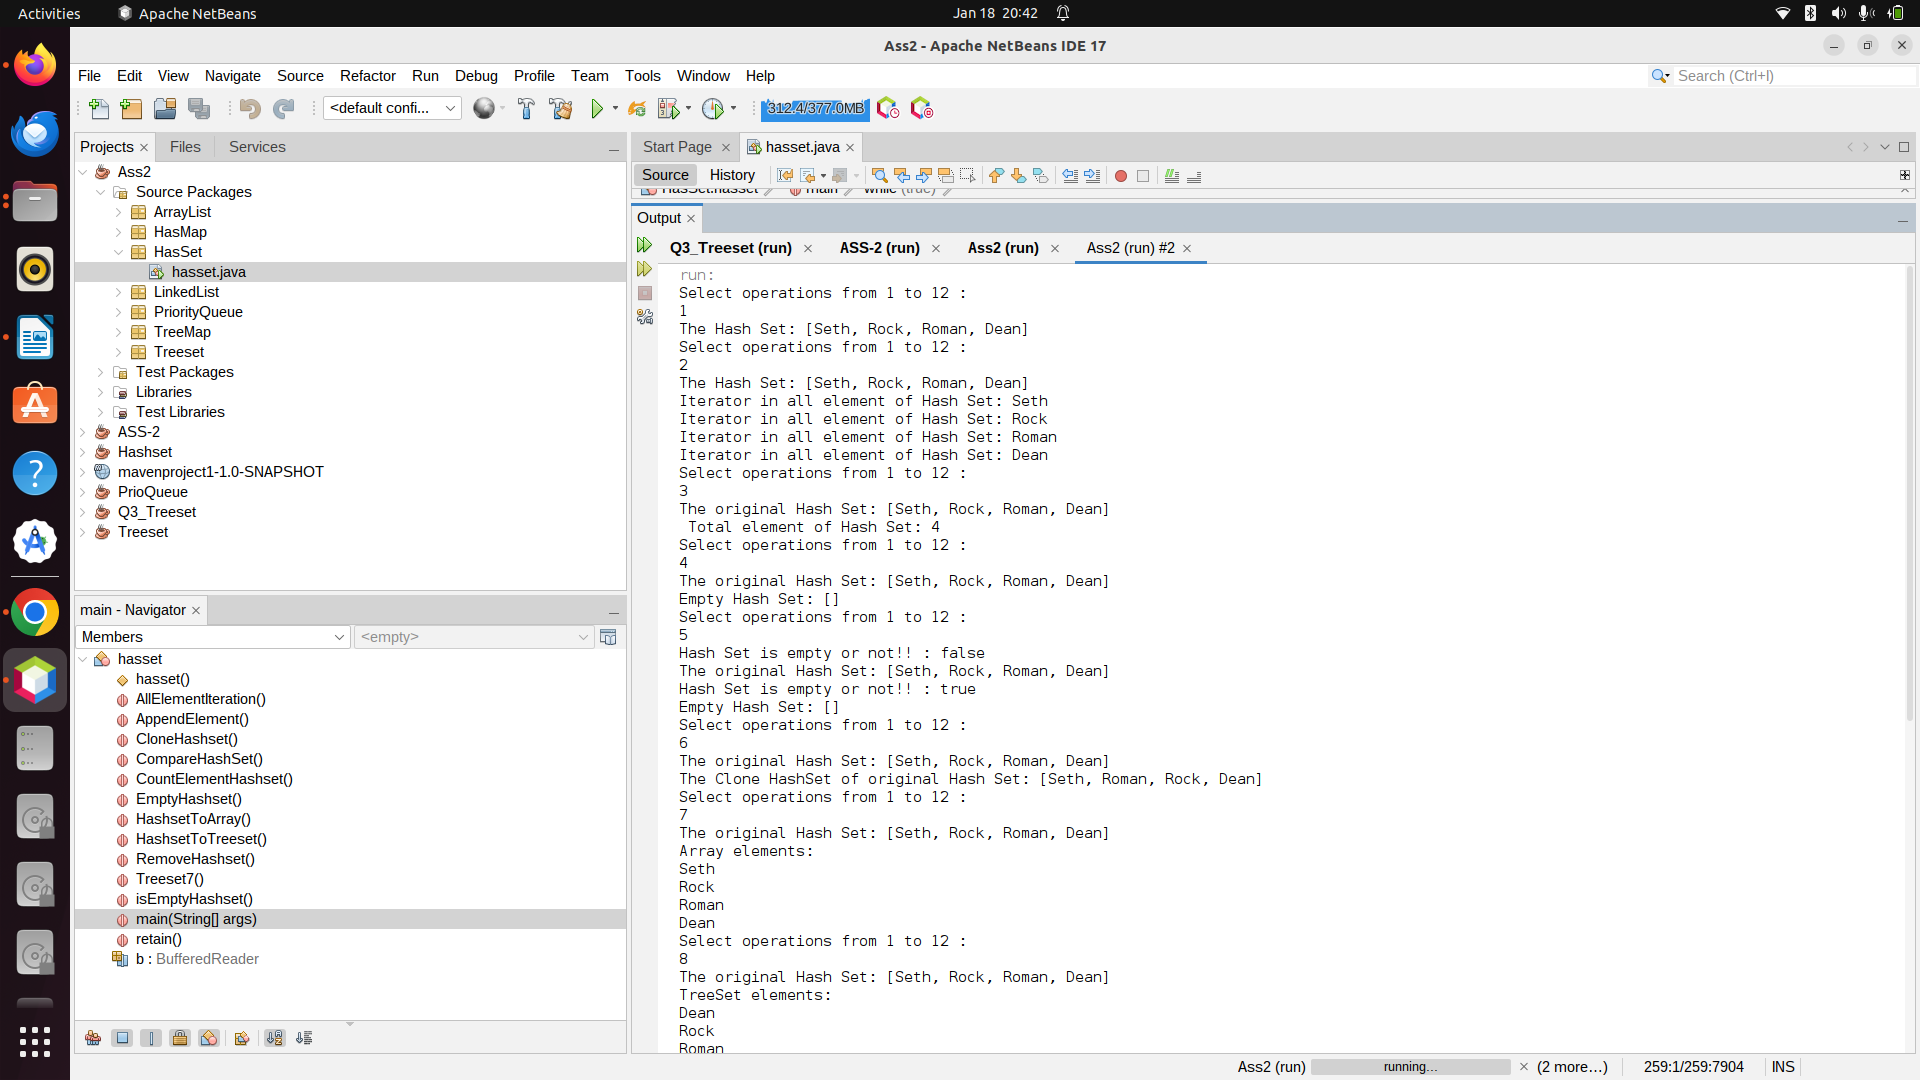 Activities
Apache NetBeans
Jan 18 20:42
Ass2 - Apache NetBeans IDE 17
File Edit View Navigate Source Refactor Run Debug Profile Team Tools Window Help
Search (Ctrl+I)
<default confi...
312.4/377.0MB
Projects Files Services
Ass2
Source Packages
ArrayList
HasMap
HasSet
hasset.java
LinkedList
PriorityQueue
TreeMap
Treeset
Test Packages
Libraries
Test Libraries
ASS-2
Hashset
mavenproject1-1.0-SNAPSHOT
PrioQueue
Q3_Treeset
Treeset
main - Navigator
Members
<empty>
hasset
hasset()
AllElementIteration()
AppendElement()
CloneHashset()
CompareHashSet()
CountElementHashset()
EmptyHashset()
HashsetToArray()
HashsetToTreeset()
RemoveHashset()
Treeset7()
isEmptyHashset()
main(String[] args)
retain()
b : BufferedReader
Start Page hasset.java
Source History
HasSet.hasset main while (true)
Output
Q3_Treeset (run) ASS-2 (run) Ass2 (run) Ass2 (run) #2
run:
Select operations from 1 to 12 :
1
The Hash Set: [Seth, Rock, Roman, Dean]
Select operations from 1 to 12 :
2
The Hash Set: [Seth, Rock, Roman, Dean]
Iterator in all element of Hash Set: Seth
Iterator in all element of Hash Set: Rock
Iterator in all element of Hash Set: Roman
Iterator in all element of Hash Set: Dean
Select operations from 1 to 12 :
3
The original Hash Set: [Seth, Rock, Roman, Dean]
Total element of Hash Set: 4
Select operations from 1 to 12 :
4
The original Hash Set: [Seth, Rock, Roman, Dean]
Empty Hash Set: []
Select operations from 1 to 12 :
5
Hash Set is empty or not!! : false
The original Hash Set: [Seth, Rock, Roman, Dean]
Hash Set is empty or not!! : true
Empty Hash Set: []
Select operations from 1 to 12 :
6
The original Hash Set: [Seth, Rock, Roman, Dean]
The Clone HashSet of original Hash Set: [Seth, Roman, Rock, Dean]
Select operations from 1 to 12 :
7
The original Hash Set: [Seth, Rock, Roman, Dean]
Array elements:
Seth
Rock
Roman
Dean
Select operations from 1 to 12 :
8
The original Hash Set: [Seth, Rock, Roman, Dean]
TreeSet elements:
Dean
Rock
Roman
Ass2 (run)
running...
(2 more...)
259:1/259:7904
INS